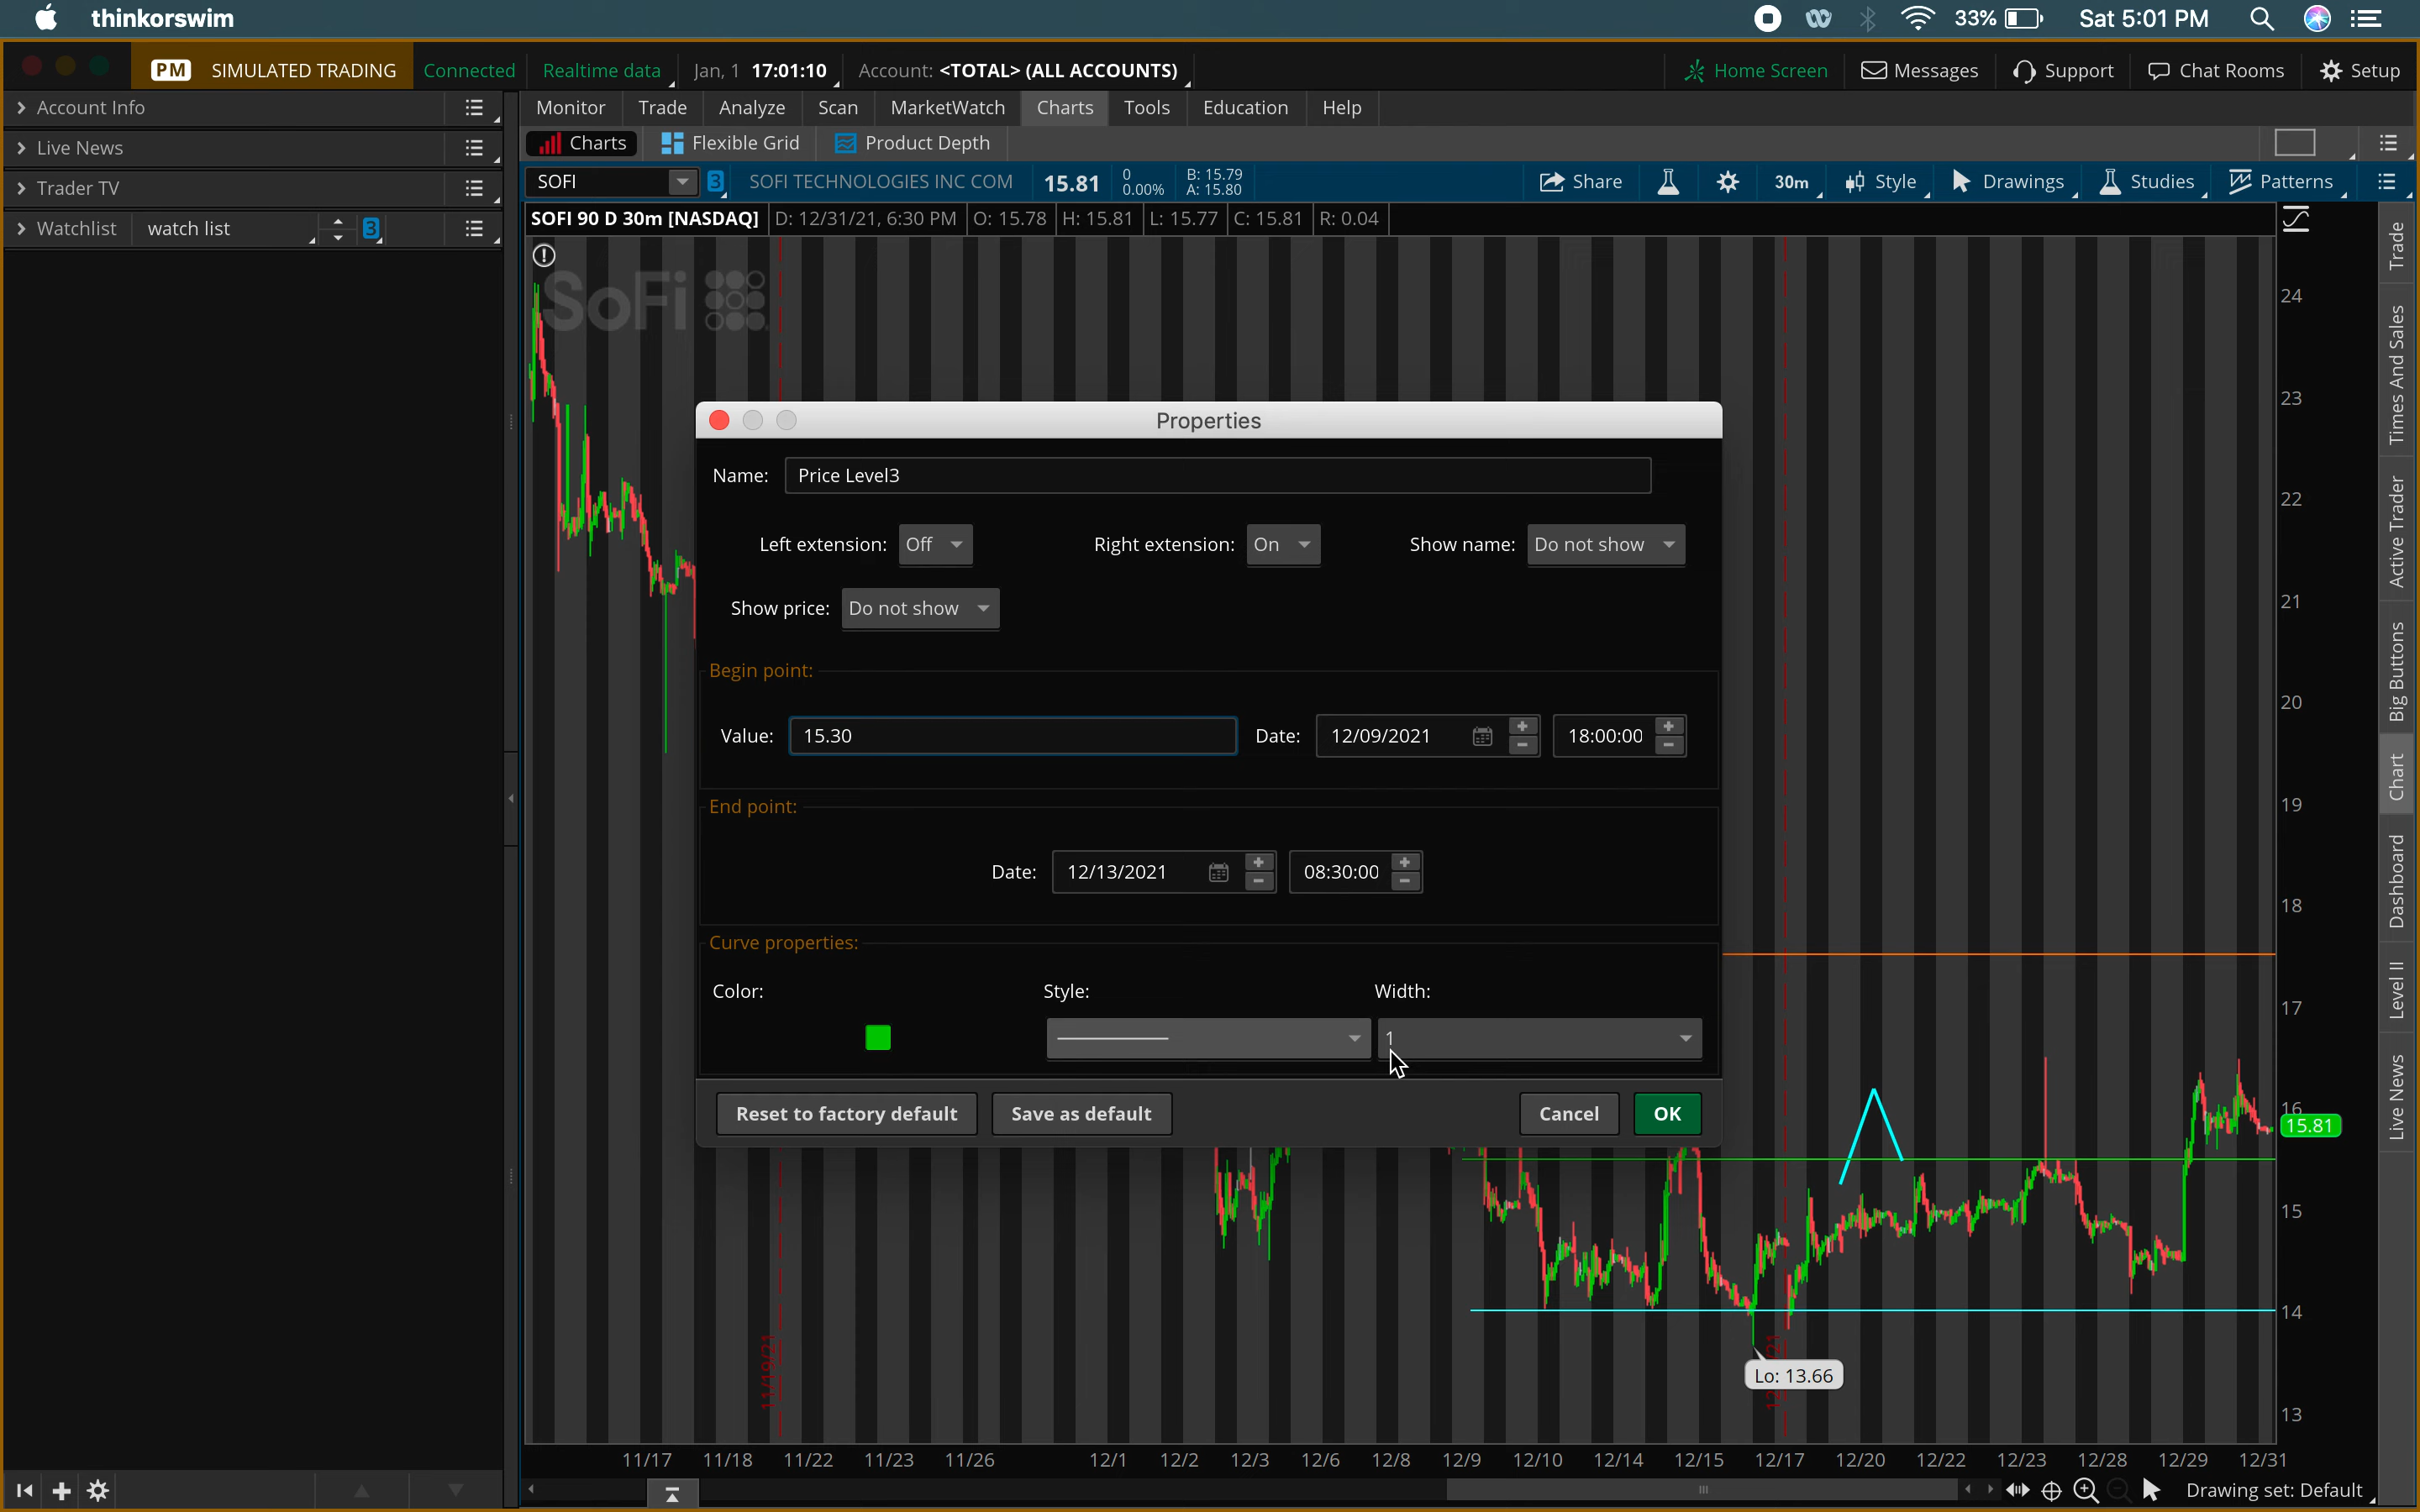 thinkorswim 33% Sat 5:01 PM
PM SIMULATED TRADING Connected Realtime data Jan, 1 17:01:10 Account: <TOTAL> (ALL ACCOUNTS) Home Screen Messages Support Chat Rooms Setup
Account Info
Live News
Trader TV
Watchlist watch list 3
Monitor Trade Analyze Scan MarketWatch Charts Tools Education Help
Charts Flexible Grid Product Depth
SOFI 3 SOFI TECHNOLOGIES INC COM 15.81 0 B: 15.79
0.00% A: 15.80
Share 30m Style Drawings Studies Patterns
SOFI 90 D 30m [NASDAQ] D: 12/31/21, 6:30 PM O: 15.78 H: 15.81 L: 15.77 C: 15.81 R: 0.04
SoFi
Properties
Name: Price Level3
Left extension: Off Right extension: On Show name: Do not show
Show price: Do not show
Begin point:
Value: 15.30 Date: 12/09/2021 18:00:00
End point:
Date: 12/13/2021 08:30:00
Curve properties:
Color: Style: Width:
1
Reset to factory default Save as default Cancel OK
24
23
22
21
20
19
18
17
16
15.81
15
14
13
Lo: 13.66
11/19/21
11/17 11/18 11/22 11/23 11/26 12/1 12/2 12/3 12/6 12/8 12/9 12/10 12/14 12/15 12/17 12/20 12/22 12/23 12/28 12/29 12/31
Drawing set: Default
Trade
Times And Sales
Active Trader
Big Buttons
Chart
Dashboard
Level II
Live News